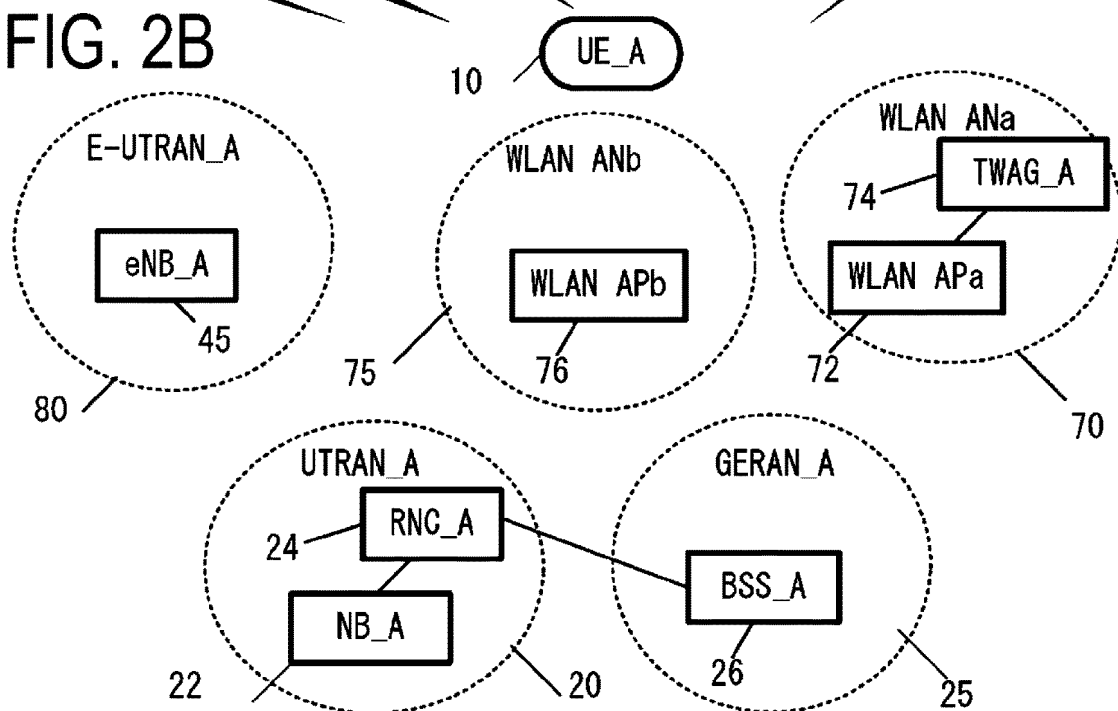 FIG. 2B
UE_A
10
E-UTRAN_A
WLAN ANb
WLAN ANa
TWAG_A
74
eNB_A
WLAN APb
WLAN APa
45
75
76
72
80
70
UTRAN_A
GERAN_A
RNC_A
24
BSS_A
NB_A
22
20
26
25